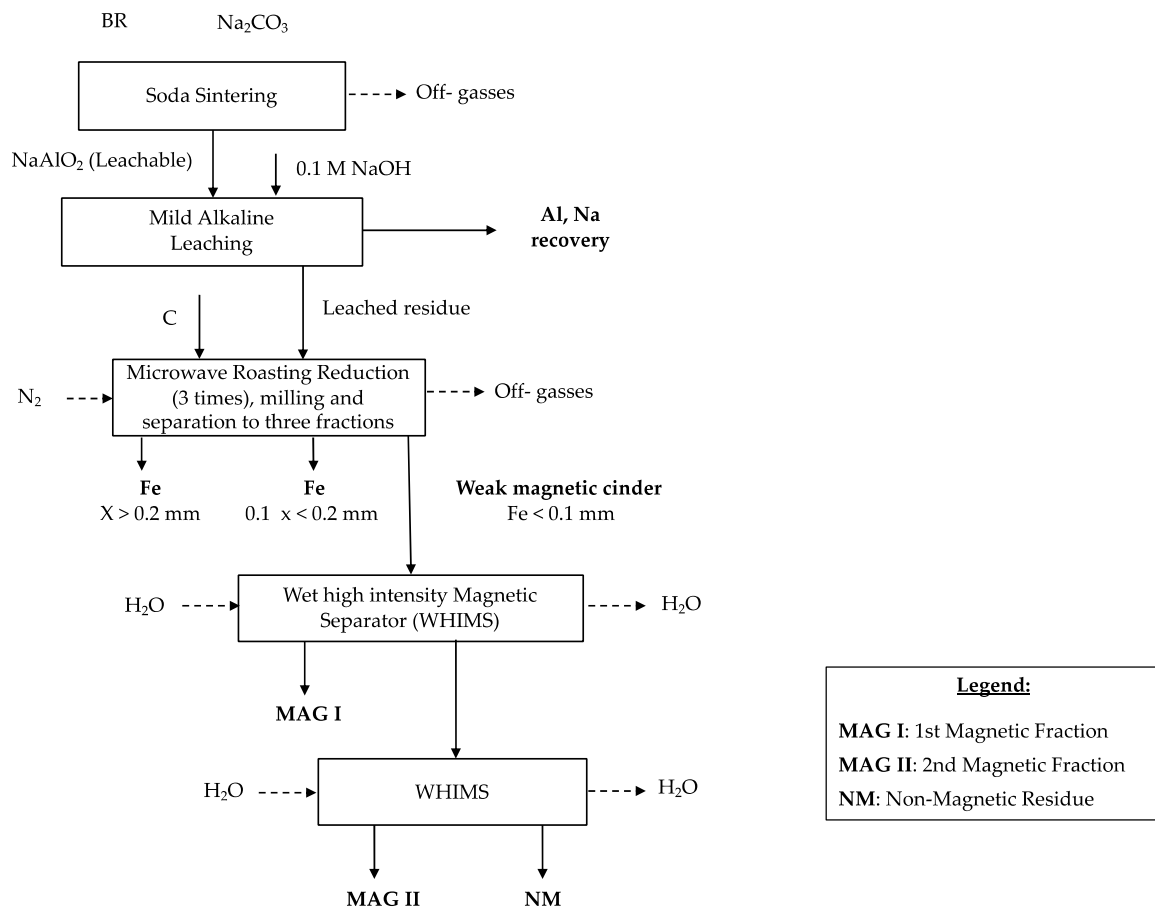 BR
Na₂CO₃
Soda Sintering
Off- gasses
NaAlO₂ (Leachable)
0.1 M NaOH
Mild Alkaline
Leaching
Al, Na
recovery
C
Leached residue
N₂
Microwave Roasting Reduction
(3 times), milling and
separation to three fractions
Off- gasses
Fe
X > 0.2 mm
Fe
0.1 x < 0.2 mm
Weak magnetic cinder
Fe < 0.1 mm
H₂O
Wet high intensity Magnetic
Separator (WHIMS)
H₂O
MAG I
H₂O
WHIMS
H₂O
MAG II
NM
Legend:
MAG I: 1st Magnetic Fraction
MAG II: 2nd Magnetic Fraction
NM: Non-Magnetic Residue